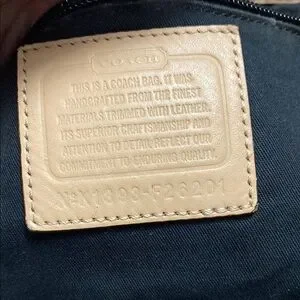 COACH
THIS IS A COACH BAG. IT WAS
HANDCRAFTED FROM THE FINEST
MATERIALS TRIMMED WITH LEATHER.
ITS SUPERIOR CRAFTSMANSHIP AND
ATTENTION TO DETAIL REFLECT OUR
COMMITMENT TO ENDURING QUALITY.